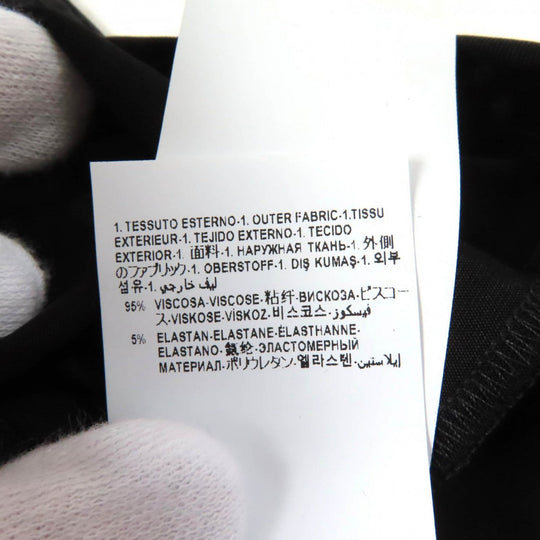 1. TESSUTO ESTERNO-1. OUTER FABRIC-1.TISSU
EXTERIEUR-1. TEJIDO EXTERNO-1. TECIDO
EXTERIOR-1. 面料-1. НАРУЖНАЯ ТКАНЬ-1. 外側
のファブリック-1. OBERSTOFF-1. DIŞ KUMAŞ-1. 외부
섬유-1. ليف خارجي
95% VISCOSA-VISCOSE-粘纤-ВИСКОЗА-ビスコー
ス-VISKOSE-VİSKOZ-비스코스-فيسكوز
5% ELASTAN-ELASTANE-ÉLASTHANNE-
ELASTANO-氨纶-ЭЛАСТОМЕРНЫЙ
МАТЕРИАЛ-ポリウレタン-엘라스텐-إيلاستين